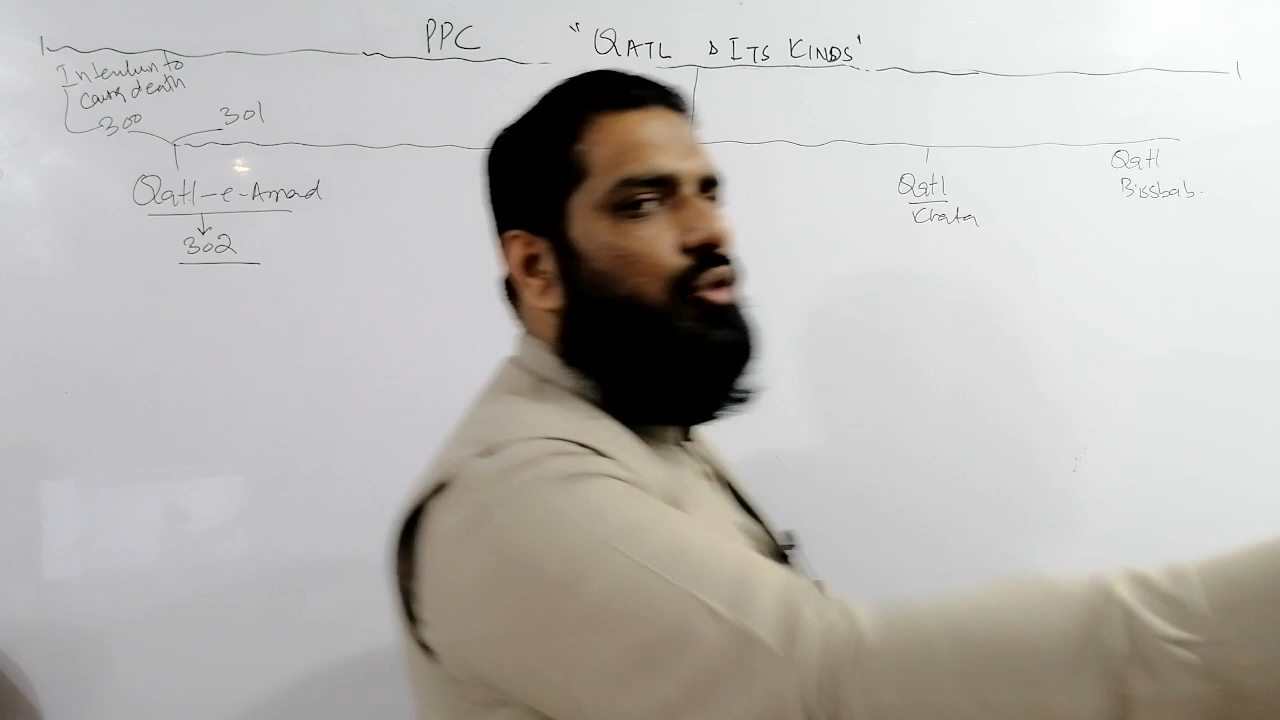 PPC "QATL & ITS KINDS"
Intention to
cause death
300 301
Qatl-e-Amad
302
Qatl
Khata
Qatl
Bissbab.